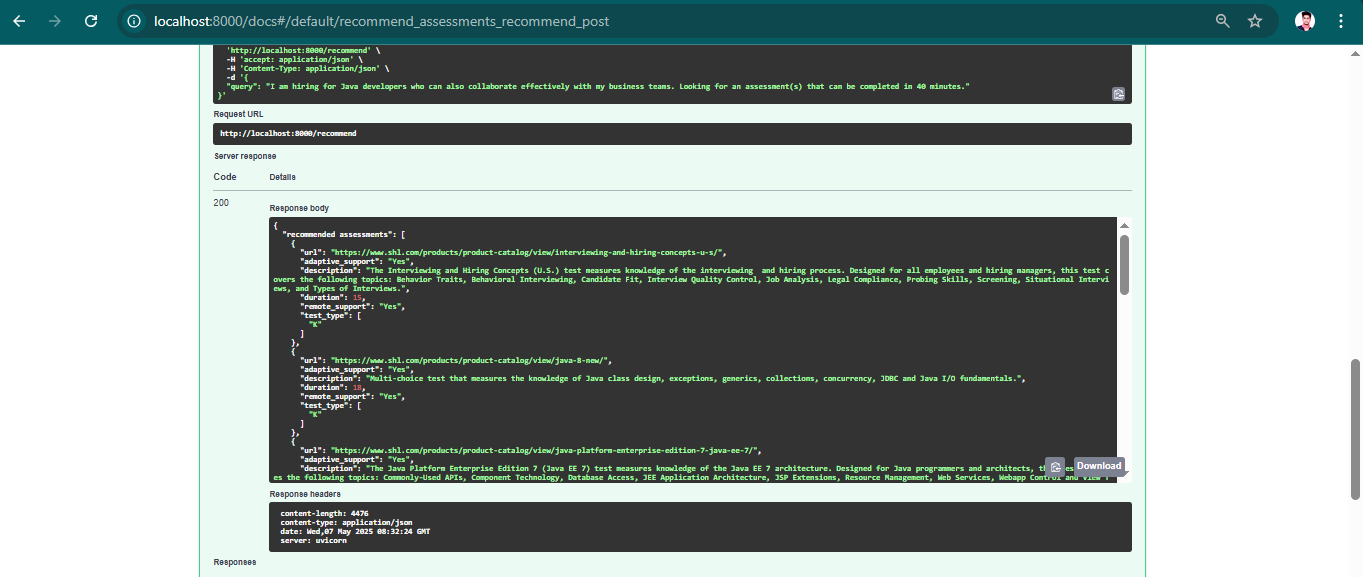 localhost:8000/docs#/default/recommend_assessments_recommend_post
'http://localhost:8000/recommend' \
-H 'accept: application/json' \
-H 'Content-Type: application/json' \
-d '{
"query": "I am hiring for Java developers who can also collaborate effectively with my business teams. Looking for an assessment(s) that can be completed in 40 minutes."
}'
Request URL
http://localhost:8000/recommend
Server response
Code Details
200
Response body
{
"recommended assessments": [
{
"url": "https://www.shl.com/products/product-catalog/view/interviewing-and-hiring-concepts-u-s/",
"adaptive_support": "Yes",
"description": "The Interviewing and Hiring Concepts (U.S.) test measures knowledge of the interviewing  and hiring process. Designed for all employees and hiring managers, this test c
overs the following topics: Behavior Traits, Behavioral Interviewing, Candidate Fit, Interview Quality Control, Job Analysis, Legal Compliance, Probing Skills, Screening, Situational Intervi
ews, and Types of Interviews.",
"duration": 15,
"remote_support": "Yes",
"test_type": [
"K"
]
},
{
"url": "https://www.shl.com/products/product-catalog/view/java-8-new/",
"adaptive_support": "Yes",
"description": "Multi-choice test that measures the knowledge of Java class design, exceptions, generics, collections, concurrency, JDBC and Java I/O fundamentals.",
"duration": 18,
"remote_support": "Yes",
"test_type": [
"K"
]
},
{
"url": "https://www.shl.com/products/product-catalog/view/java-platform-enterprise-edition-7-java-ee-7/",
"adaptive_support": "Yes",
"description": "The Java Platform Enterprise Edition 7 (Java EE 7) test measures knowledge of the Java EE 7 architecture. Designed for Java programmers and architects,
Download
es the following topics: Commonly-Used APIs, Component Technology, Database Access, JEE Application Architecture, JSP Extensions, Resource Management, Web Services, Webapp Control and View
Response headers
content-length: 4476
content-type: application/json
date: Wed,07 May 2025 08:32:24 GMT
server: uvicorn
Responses